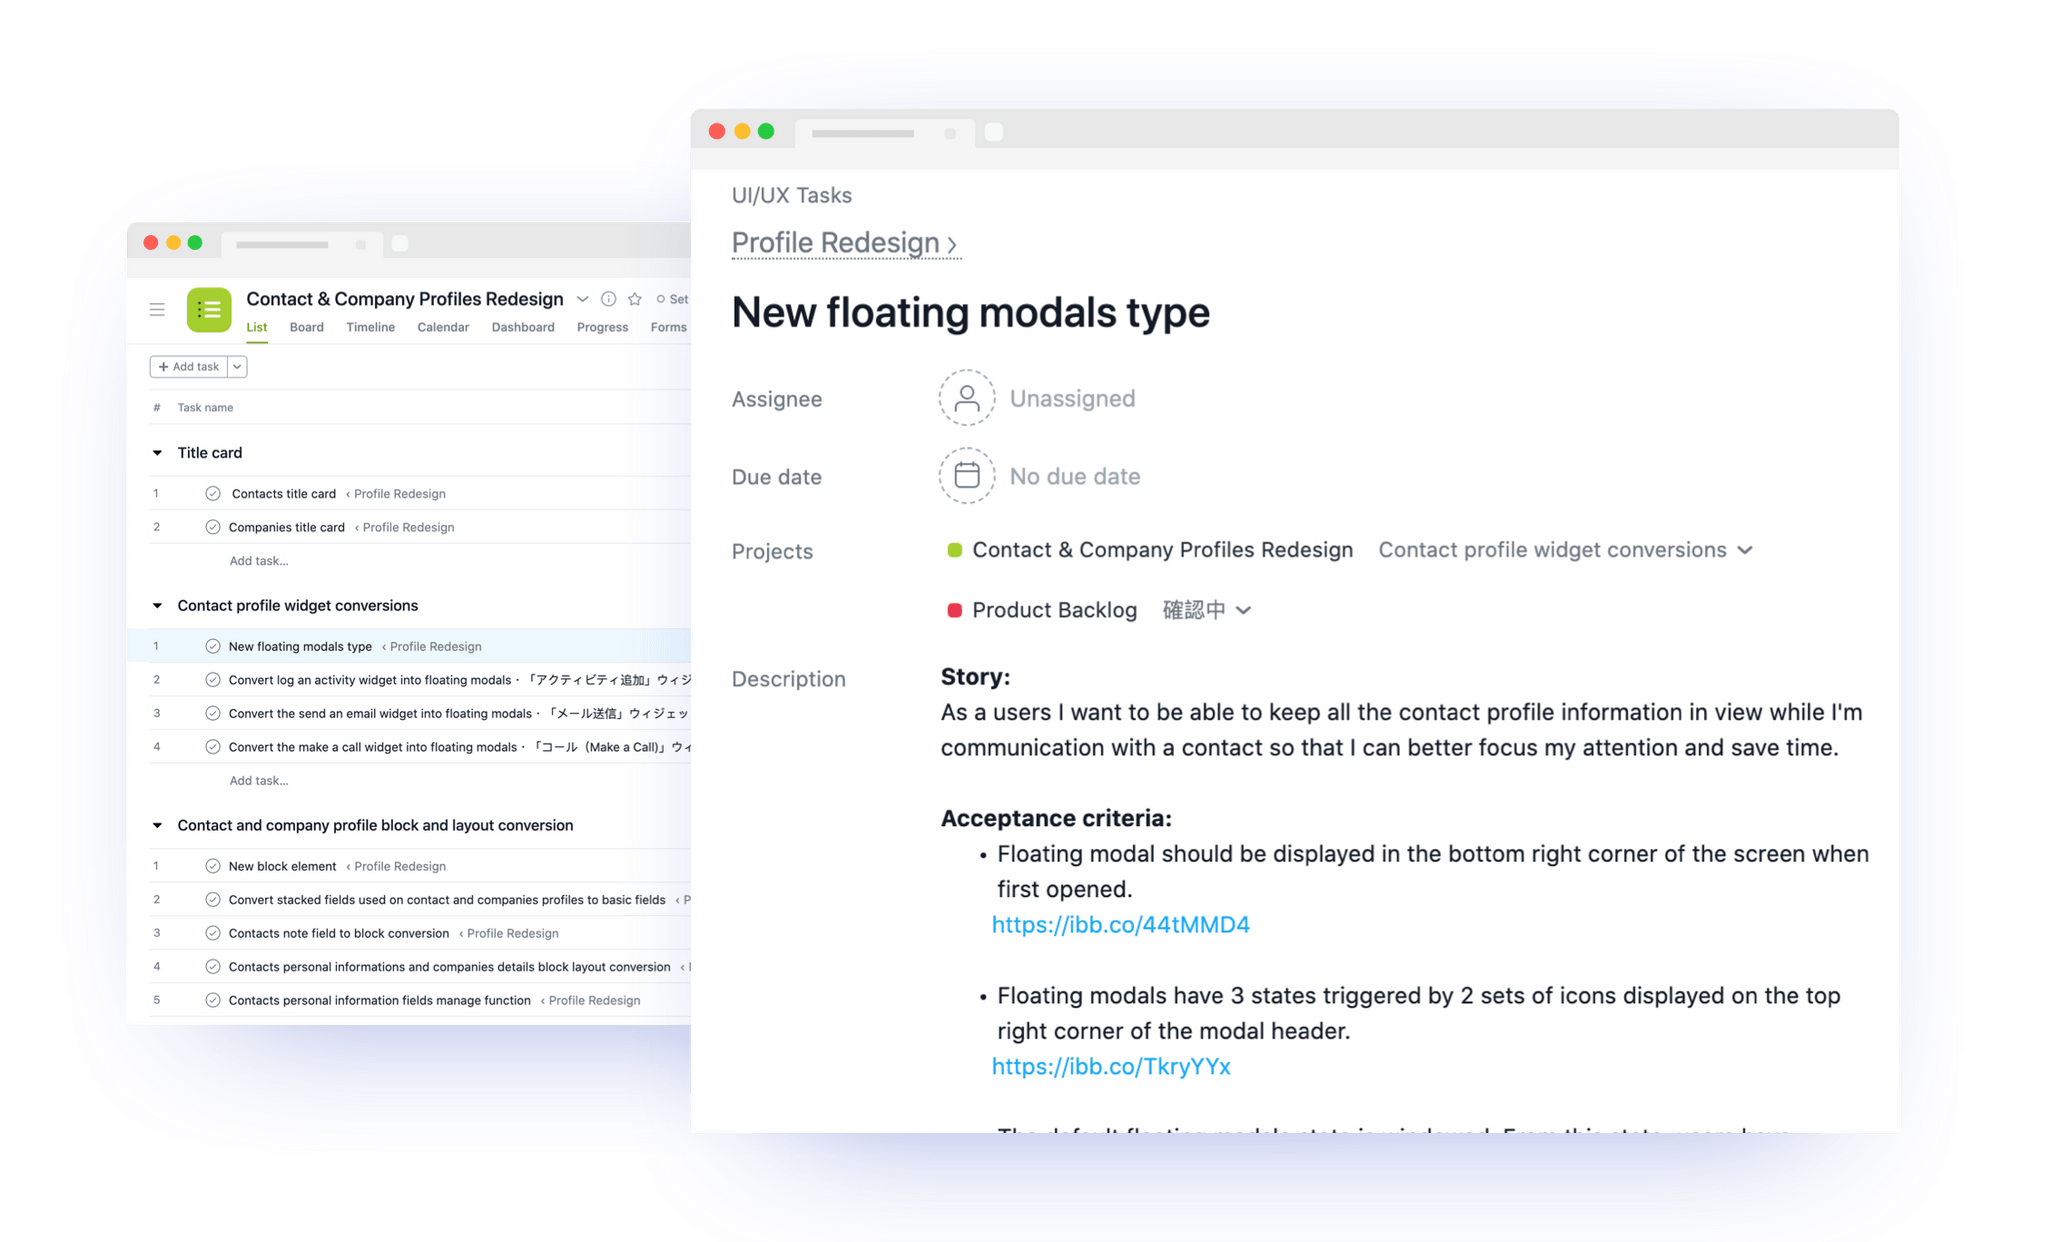 Contact & Company Profiles Redesign Set
List Board Timeline Calendar Dashboard Progress Forms
+ Add task
# Task name
Title card
1 Contacts title card ‹ Profile Redesign
2 Companies title card ‹ Profile Redesign
Add task...
Contact profile widget conversions
1 New floating modals type ‹ Profile Redesign
2 Convert log an activity widget into floating modals・「アクティビティ追加」ウィジ
3 Convert the send an email widget into floating modals・「メール送信」ウィジェッ
4 Convert the make a call widget into floating modals・「コール（Make a Call)」ウィ
Add task...
Contact and company profile block and layout conversion
1 New block element ‹ Profile Redesign
2 Convert stacked fields used on contact and companies profiles to basic fields ‹ P
3 Contacts note field to block conversion ‹ Profile Redesign
4 Contacts personal informations and companies details block layout conversion ‹
5 Contacts personal information fields manage function ‹ Profile Redesign
UI/UX Tasks
Profile Redesign ›
New floating modals type
Assignee Unassigned
Due date No due date
Projects Contact & Company Profiles Redesign Contact profile widget conversions
Product Backlog 確認中
Description Story:
As a users I want to be able to keep all the contact profile information in view while I'm
communication with a contact so that I can better focus my attention and save time.
Acceptance criteria:
• Floating modal should be displayed in the bottom right corner of the screen when
first opened.
https://ibb.co/44tMMD4
• Floating modals have 3 states triggered by 2 sets of icons displayed on the top
right corner of the modal header.
https://ibb.co/TkryYYx